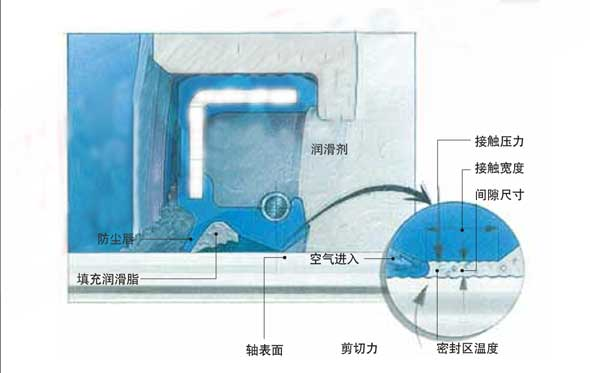 接触压力
润滑剂
接触宽度
间隙尺寸
防尘唇
空气进入
填充润滑脂
轴表面
剪切力
密封区温度